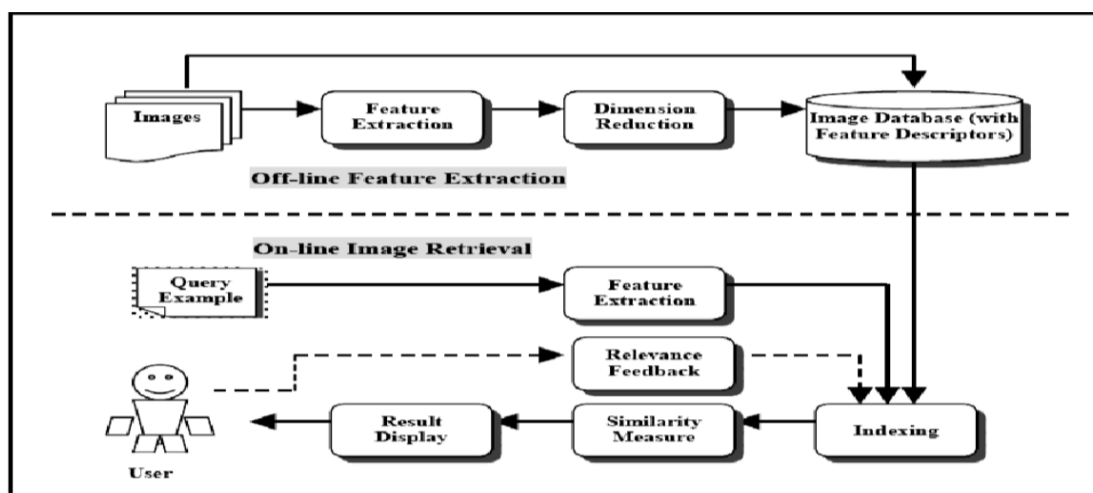 Images
Feature
Extraction
Dimension
Reduction
Image Database (with
Feature Descriptors)
Off-line Feature Extraction
On-line Image Retrieval
Query
Example
Feature
Extraction
Relevance
Feedback
Result
Display
Similarity
Measure
Indexing
User